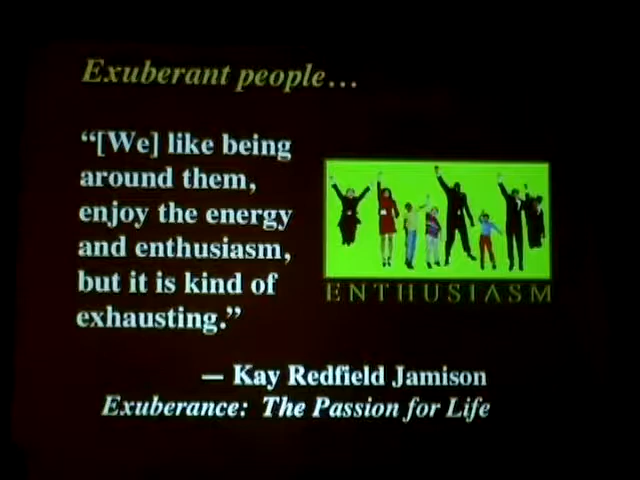 Exuberant people…
“[We] like being
around them,
enjoy the energy
and enthusiasm,
but it is kind of
exhausting.”
ENTHUSIASM
— Kay Redfield Jamison
Exuberance: The Passion for Life